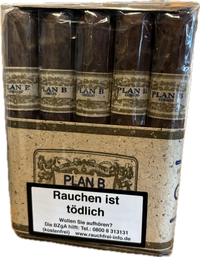 PLAN B
PLAN B
PLAN B
PLAN B
PLAN B
PLAN B
Rauchen ist
tödlich
Wollen Sie aufhören?
Die BZgA hilft: Tel.: 0800 8 313131
(kostenfrei) www.rauchfrei-info.de